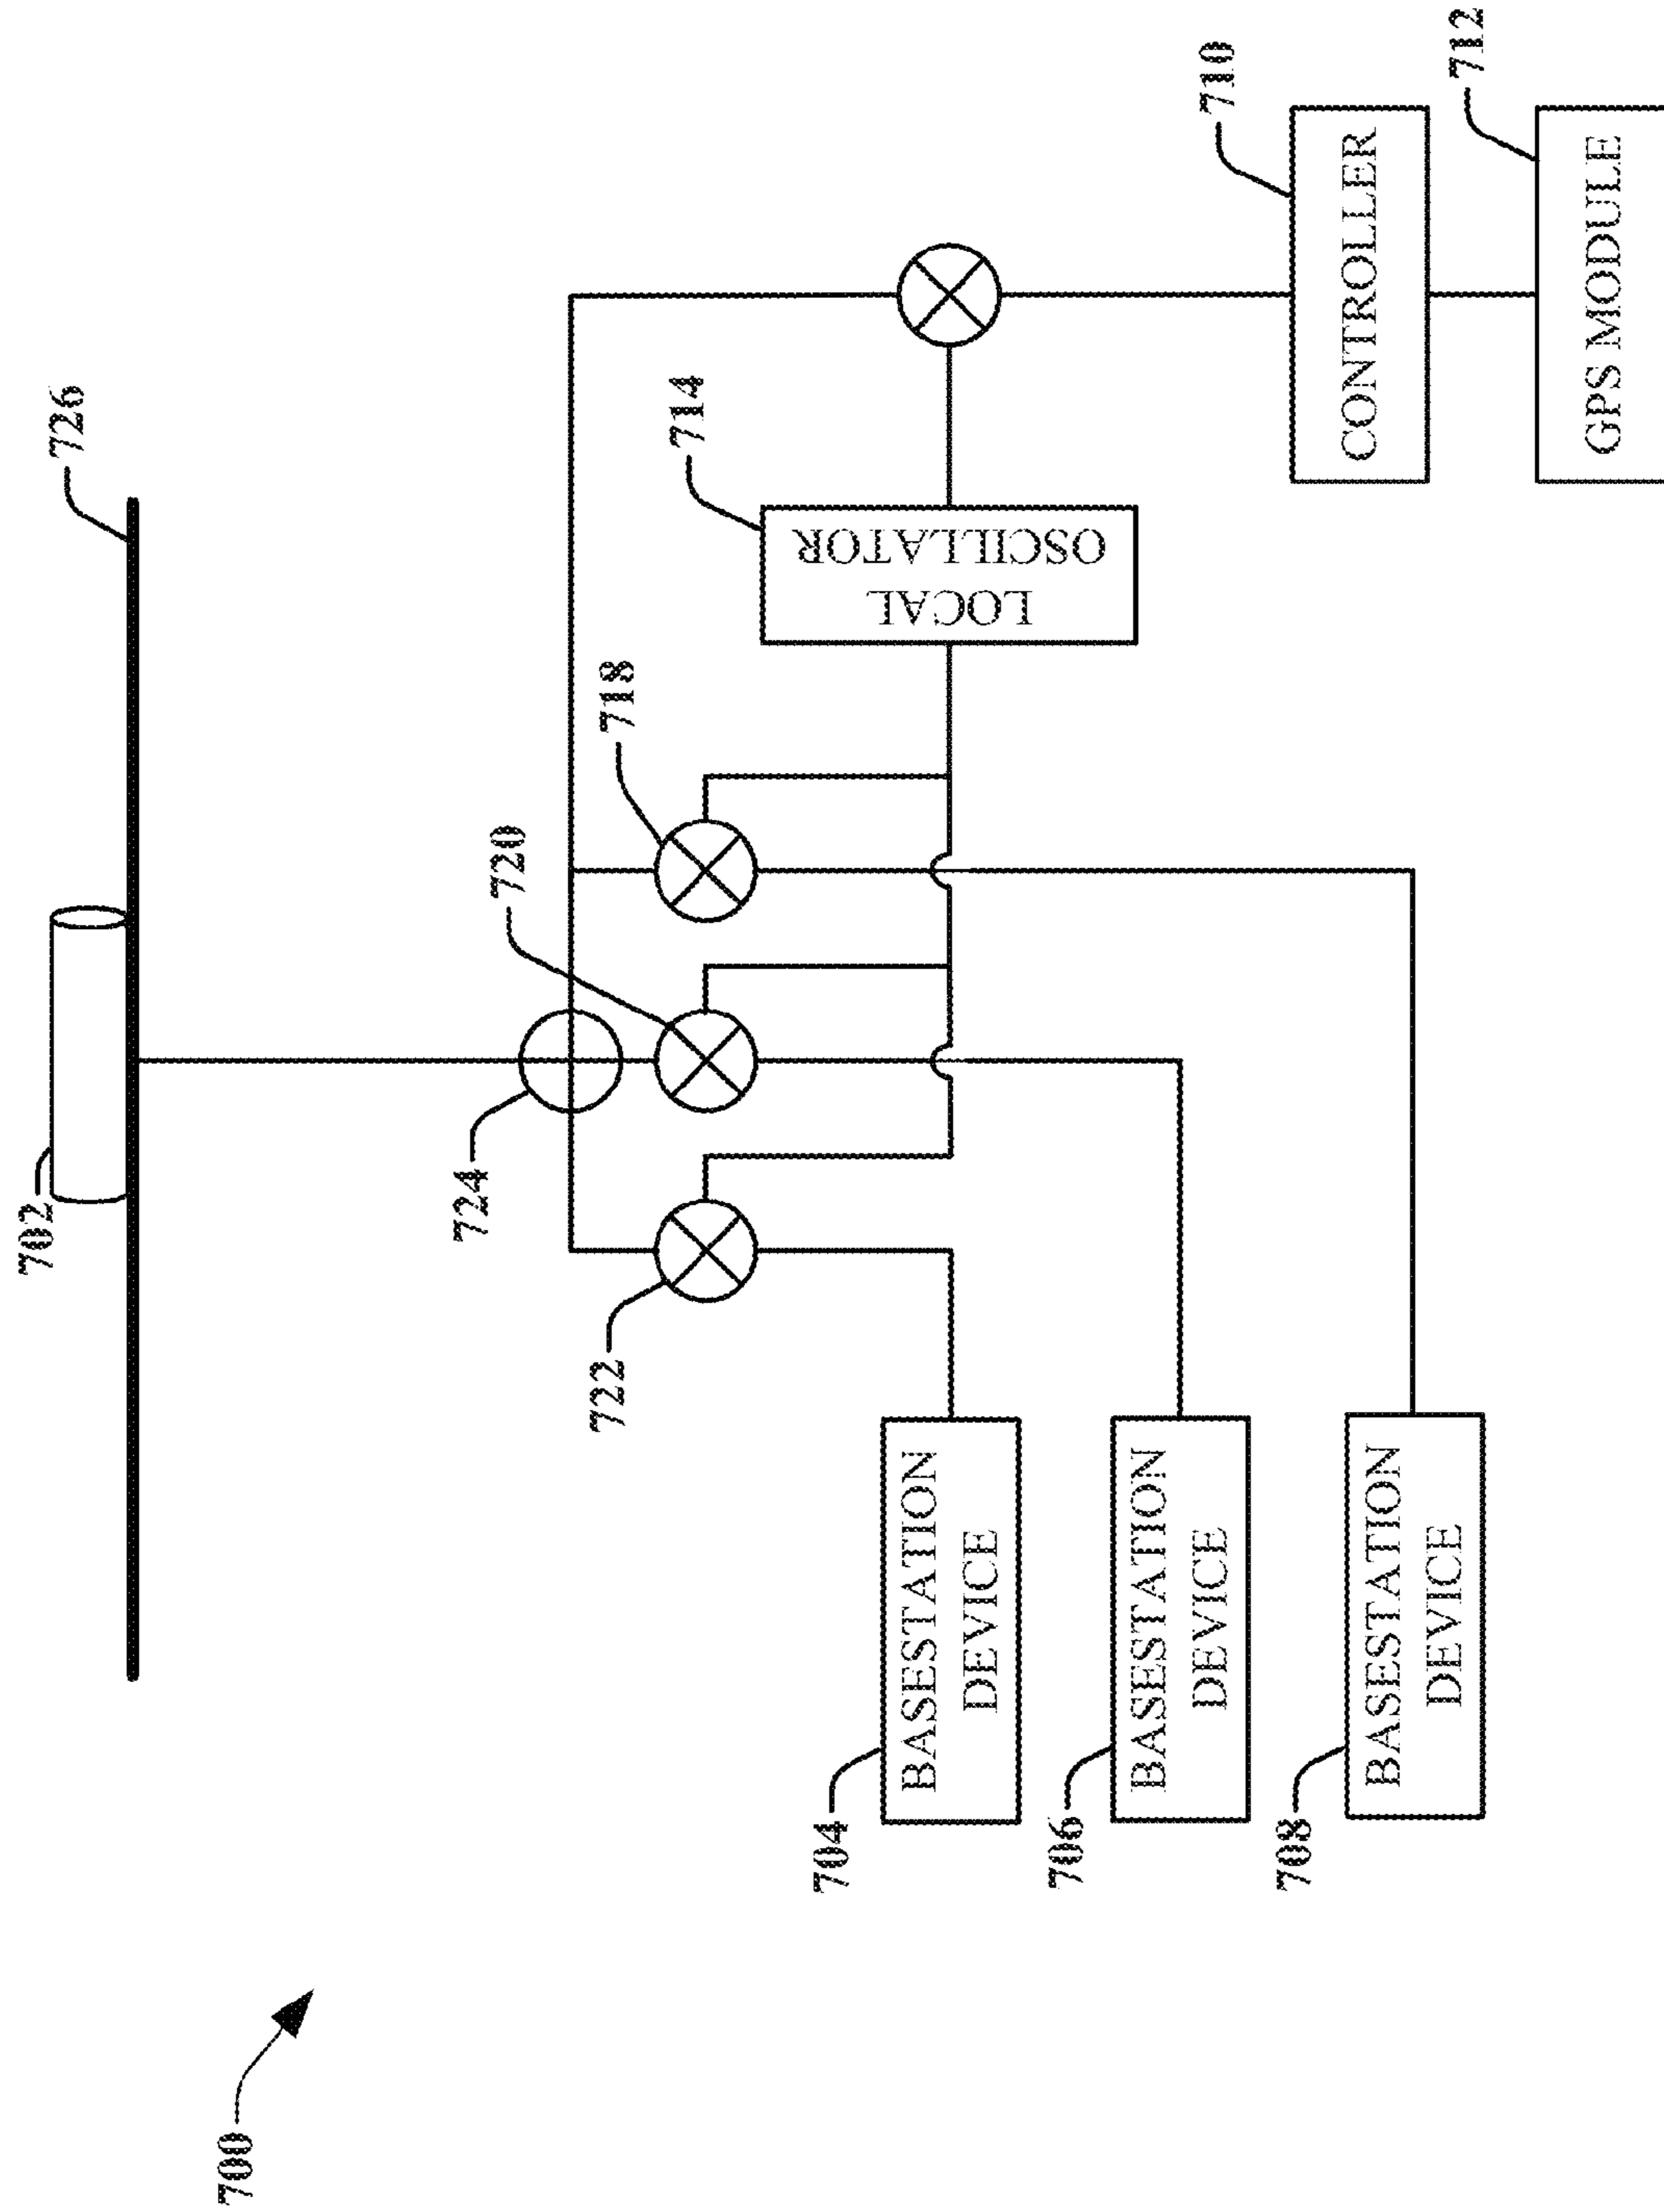 700
702
726
724
720
718
714
722
LOCAL
OSCILLATOR
704
BASESTATION
DEVICE
706
BASESTATION
DEVICE
708
BASESTATION
DEVICE
710
CONTROLLER
712
GPS MODULE